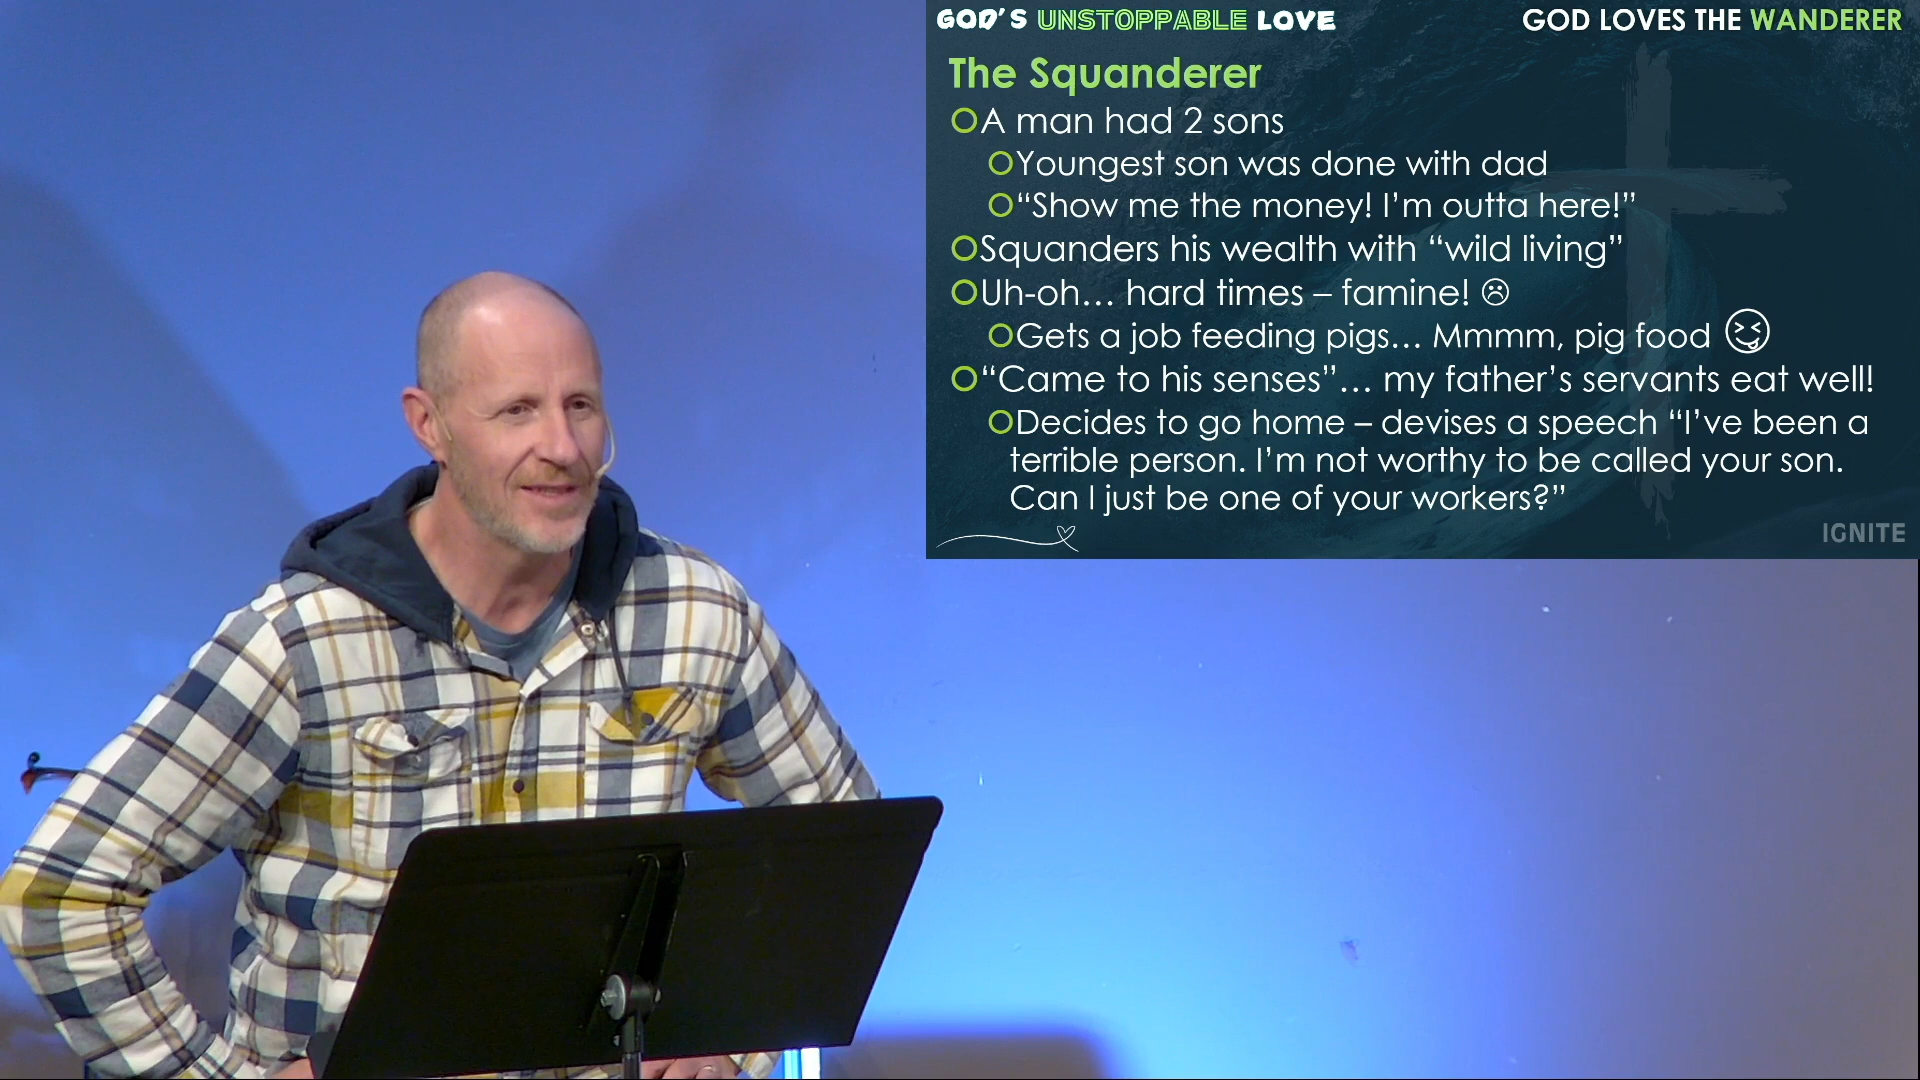 GOD'S UNSTOPPABLE LOVE
GOD LOVES THE WANDERER
The Squanderer
A man had 2 sons
Youngest son was done with dad
“Show me the money! I’m outta here!”
Squanders his wealth with “wild living”
Uh-oh… hard times – famine! ☹
Gets a job feeding pigs… Mmmm, pig food 😝
“Came to his senses”… my father’s servants eat well!
Decides to go home – devises a speech “I’ve been a
terrible person. I’m not worthy to be called your son.
Can I just be one of your workers?”
IGNITE